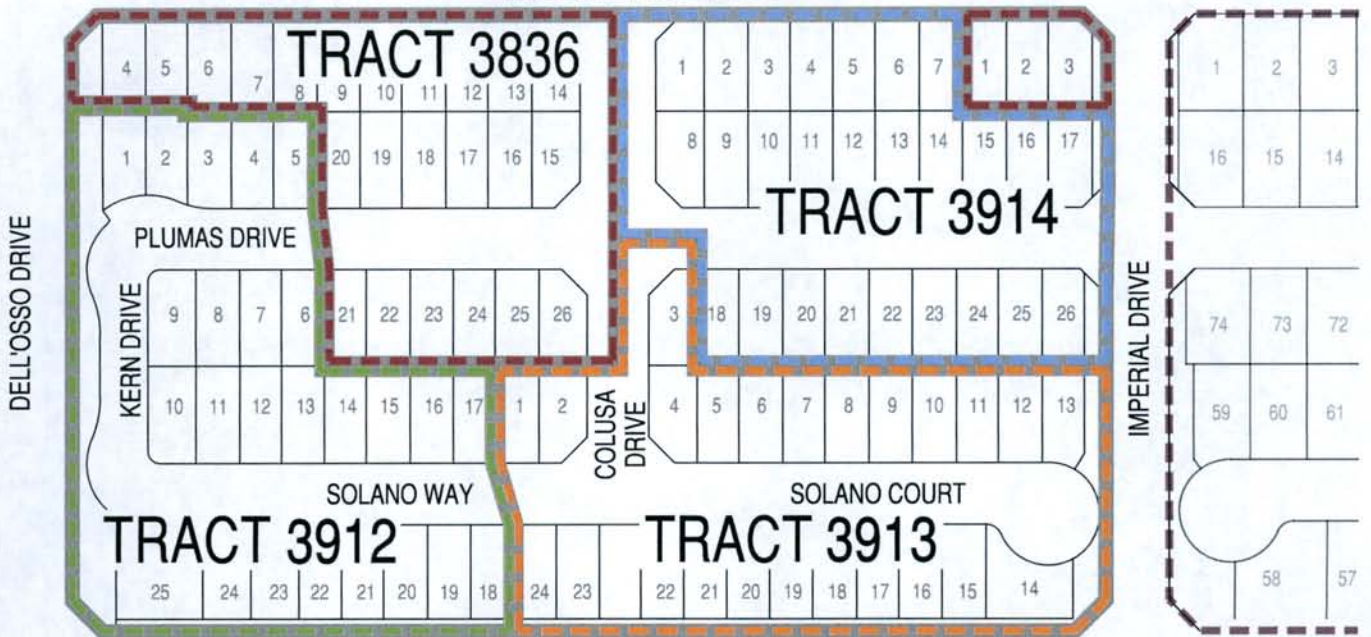 TRACT 3836
4 5 6 7 8 9 10 11 12 13 14
1 2 3 4 5 20 19 18 17 16 15
1 2 3 4 5 6 7 1 2 3
8 9 10 11 12 13 14 15 16 17
TRACT 3914
1 2 3
16 15 14
DELL'OSSO DRIVE
PLUMAS DRIVE
KERN DRIVE
9 8 7 6 21 22 23 24 25 26
3 18 19 20 21 22 23 24 25 26
IMPERIAL DRIVE
74 73 72
10 11 12 13 14 15 16 17 1 2
COLUSA
DRIVE
4 5 6 7 8 9 10 11 12 13
59 60 61
SOLANO WAY
SOLANO COURT
TRACT 3912
TRACT 3913
25 24 23 22 21 20 19 18 24 23 22 21 20 19 18 17 16 15 14
58 57